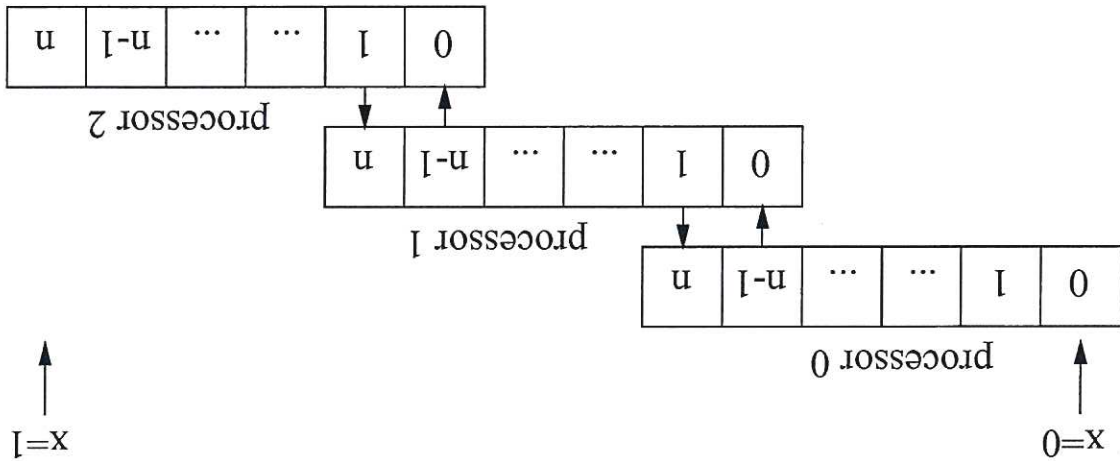 x=0 x=1
processor 0
0 1 ... ... n-1 n
processor 1
0 1 ... ... n-1 n
processor 2
0 1 ... ... n-1 n